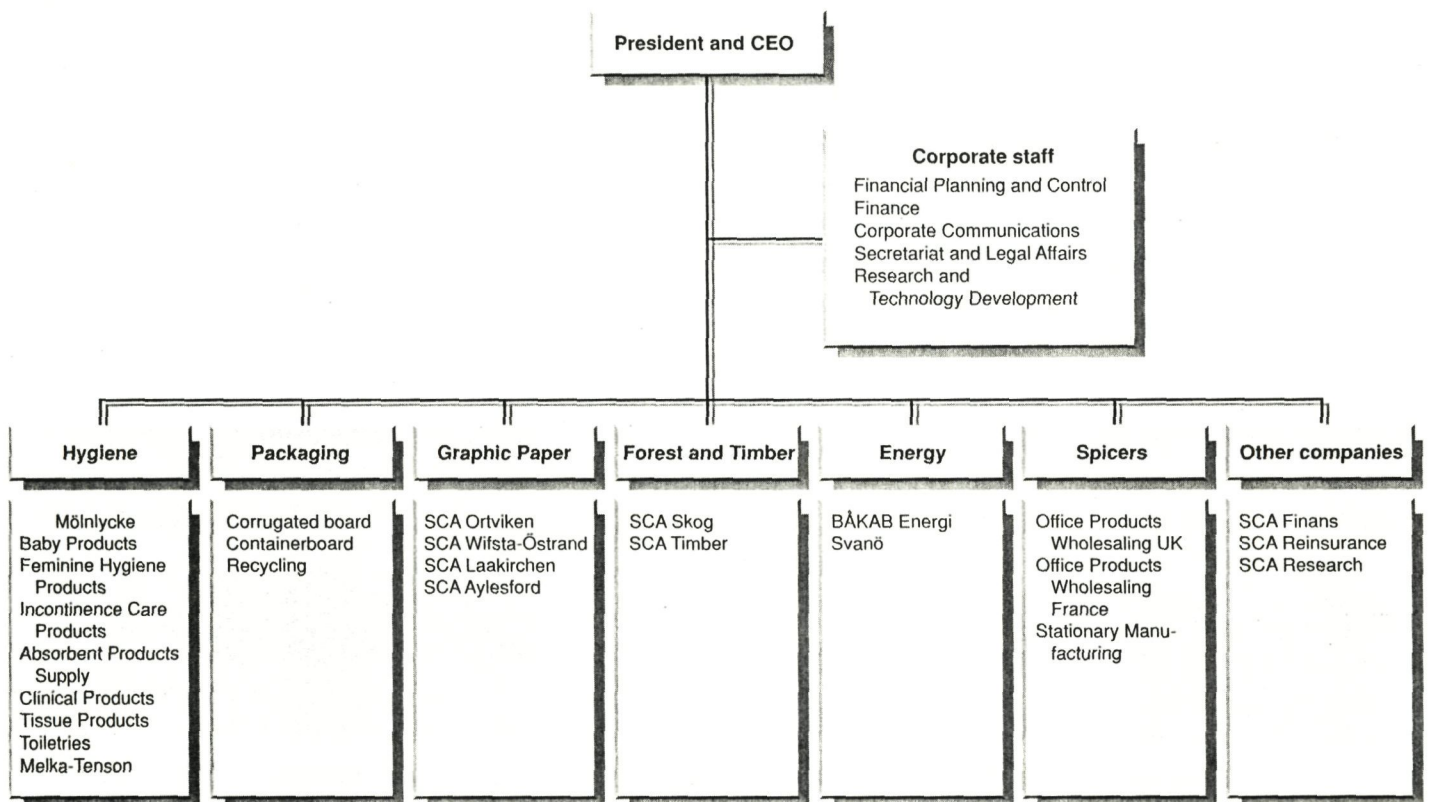 President and CEO
Corporate staff
Financial Planning and Control
Finance
Corporate Communications
Secretariat and Legal Affairs
Research and
Technology Development
Hygiene
Mölnlycke
Baby Products
Feminine Hygiene
Products
Incontinence Care
Products
Absorbent Products
Supply
Clinical Products
Tissue Products
Toiletries
Melka-Tenson
Packaging
Corrugated board
Containerboard
Recycling
Graphic Paper
SCA Ortviken
SCA Wifsta-Östrand
SCA Laakirchen
SCA Aylesford
Forest and Timber
SCA Skog
SCA Timber
Energy
BÅKAB Energi
Svanö
Spicers
Office Products
Wholesaling UK
Office Products
Wholesaling
France
Stationary Manu-
facturing
Other companies
SCA Finans
SCA Reinsurance
SCA Research